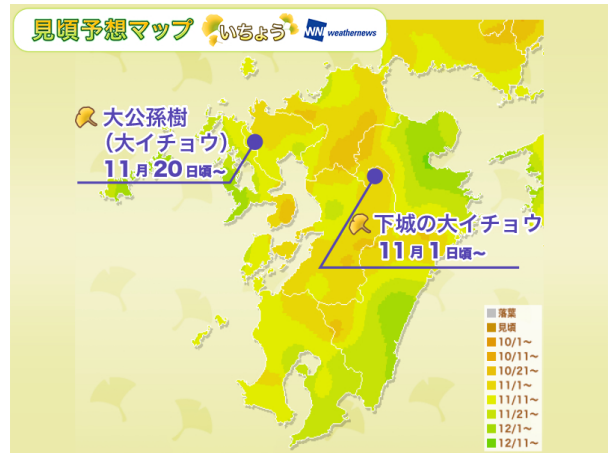 見頃予想マップ いちょう WNI weathernews
大公孫樹
(大イチョウ)
11月20日頃〜
下城の大イチョウ
11月1日頃〜
落葉
見頃
10/1〜
10/11〜
10/21〜
11/1〜
11/11〜
11/21〜
12/1〜
12/11〜